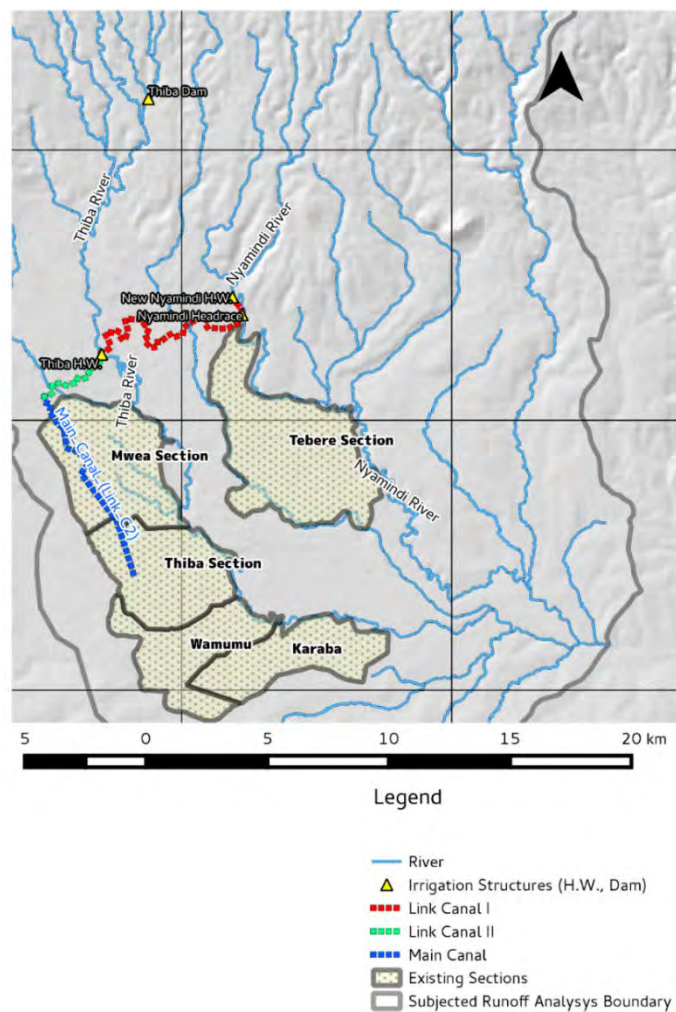 Thiba Dam
Thiba River
Nyamindi River
New Nyamindi H.W.
Nyamindi Headrace
Thiba H.W.
Thiba River
Main-Canal-(Link-C2)
Mwea Section
Tebere Section
Nyamindi River
Thiba Section
Wamumu
Karaba
5 0 5 10 15 20 km
Legend
River
Irrigation Structures (H.W., Dam)
Link Canal I
Link Canal II
Main Canal
Existing Sections
Subjected Runoff Analysys Boundary